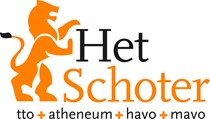 Het
Schoter
tto + atheneum + havo + mavo